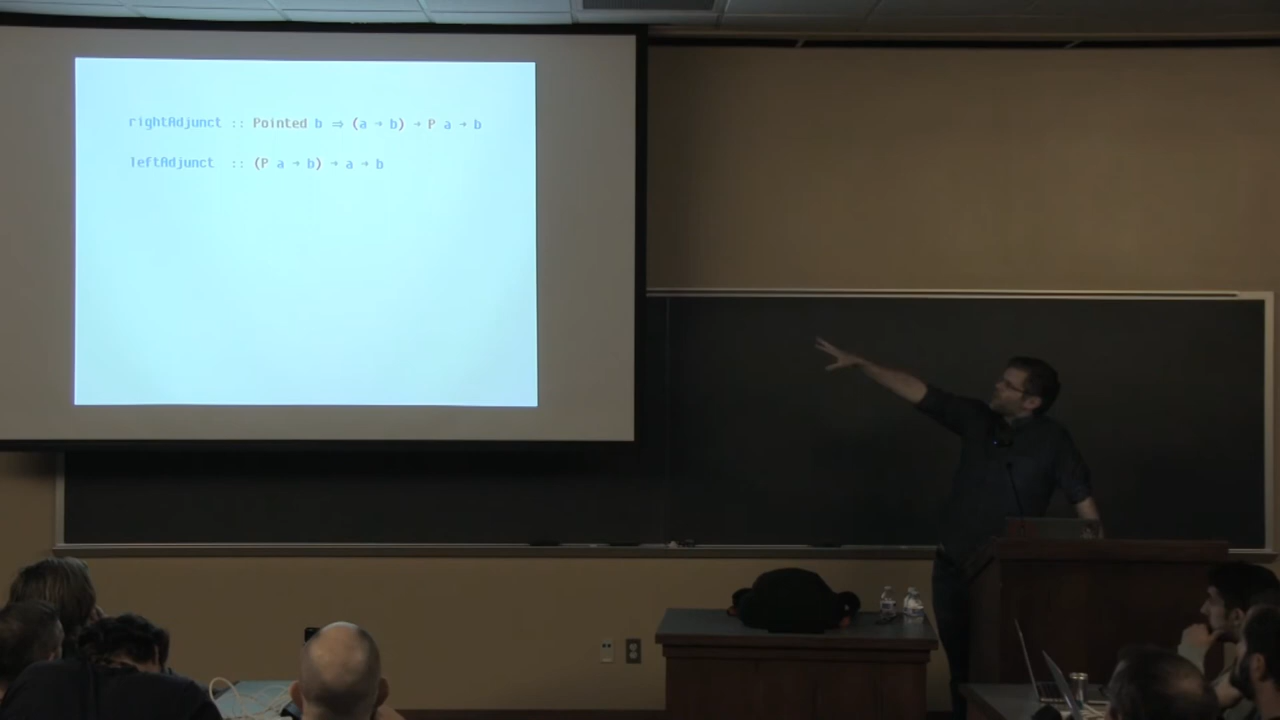 rightAdjunct :: Pointed b ⇒ (a → b) → P a → b
leftAdjunct :: (P a → b) → a → b